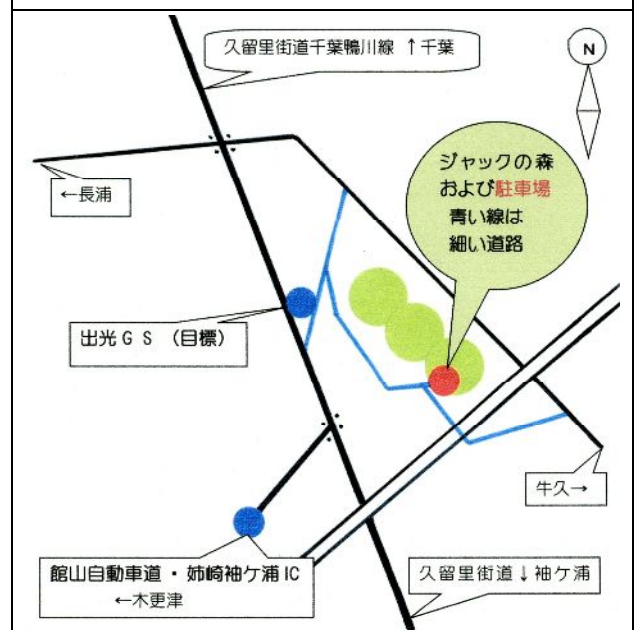 久留里街道千葉鴨川線 ↑千葉
N
ジャックの森
および駐車場
青い線は
細い道路
←長浦
出光GS (目標)
牛久→
館山自動車道・姉崎袖ケ浦IC
←木更津
久留里街道↓袖ケ浦